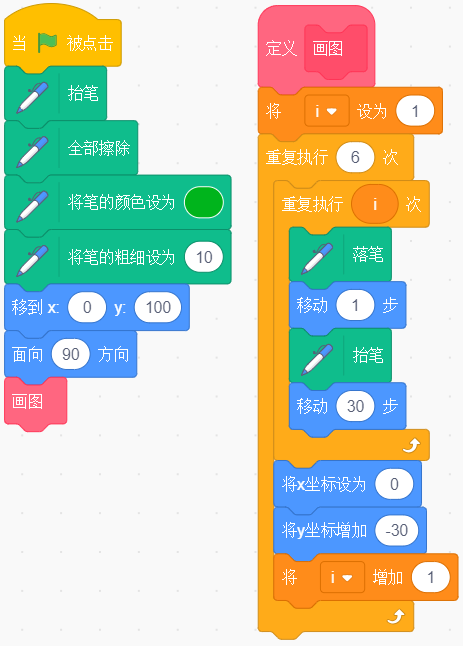 当 被点击
抬笔
全部擦除
将笔的颜色设为
将笔的粗细设为 10
移到 x: 0 y: 100
面向 90 方向
画图
定义 画图
将 i 设为 1
重复执行 6 次
重复执行 i 次
落笔
移动 1 步
抬笔
移动 30 步
将x坐标设为 0
将y坐标增加 -30
将 i 增加 1